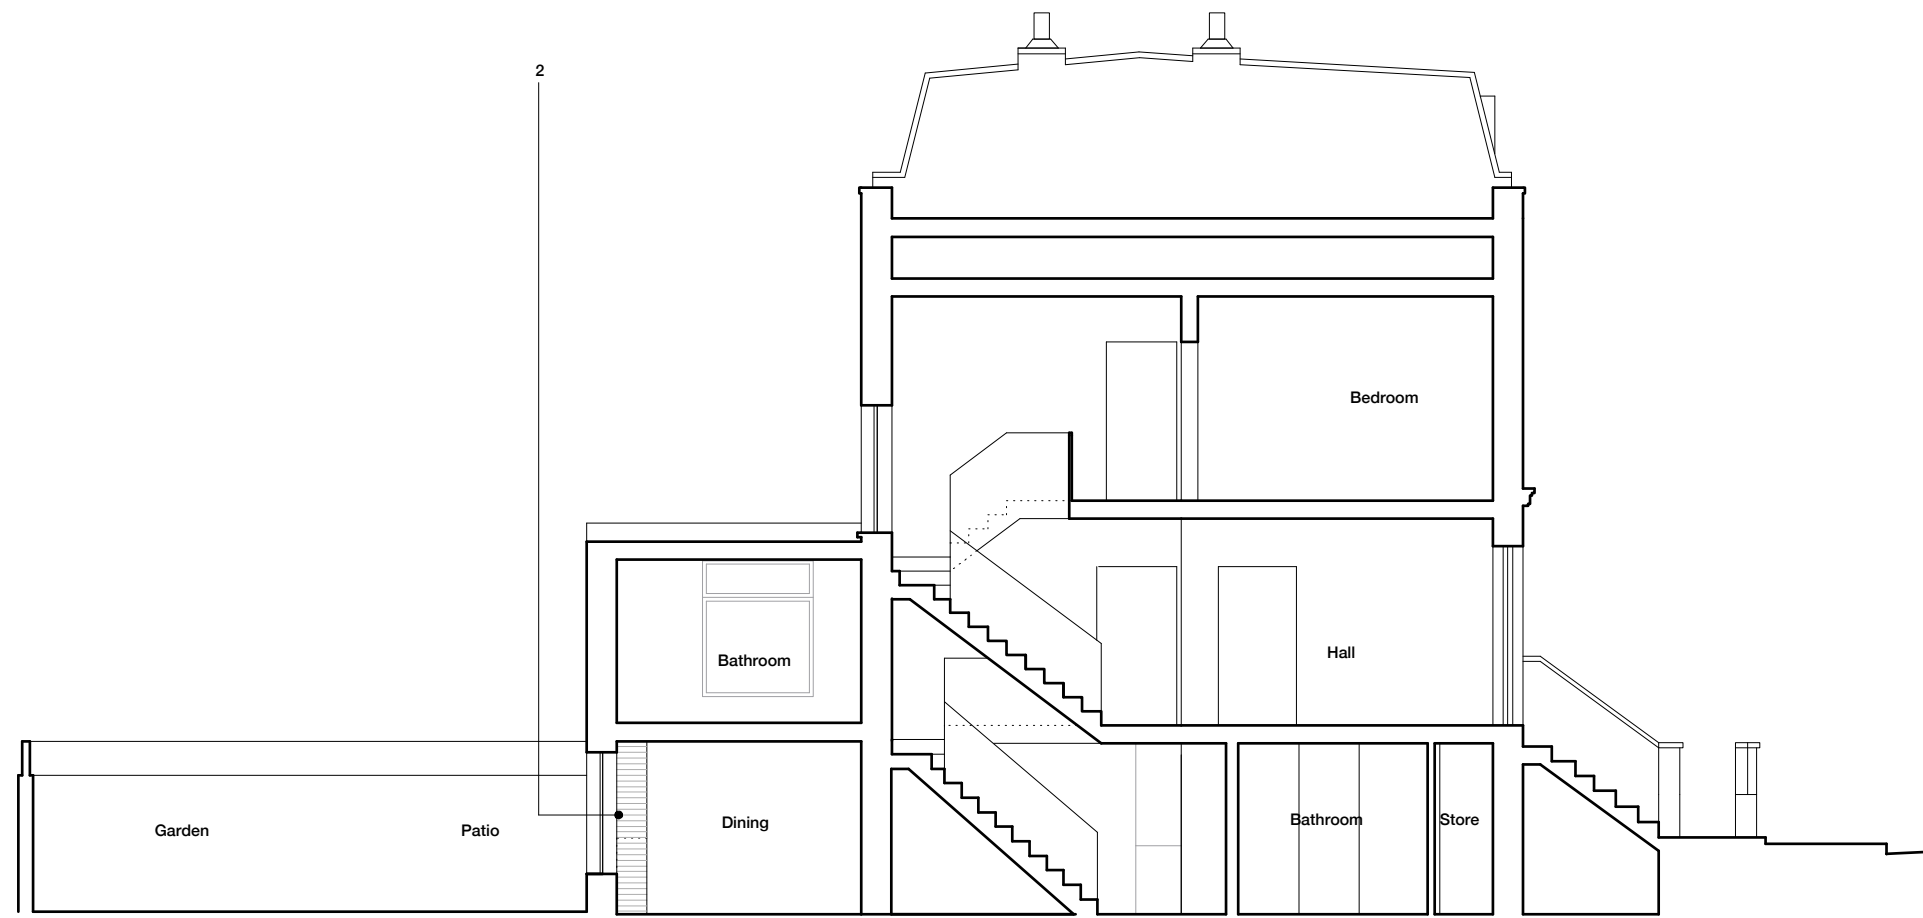 2
Bedroom
Bathroom
Hall
Garden
Patio
Dining
Bathroom
Store